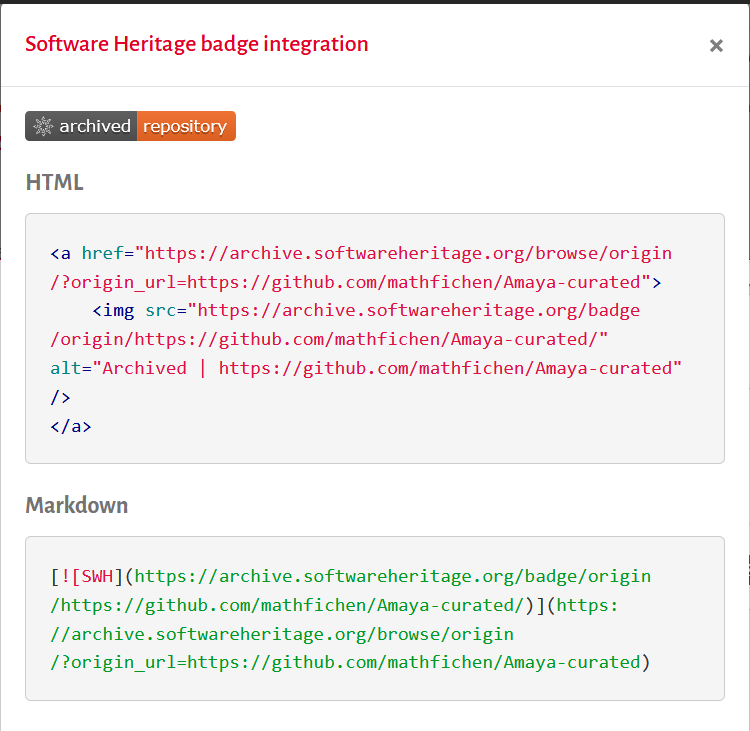 Software Heritage badge integration ×
archived repository
HTML
<a href="https://archive.softwareheritage.org/browse/origin
/?origin_url=https://github.com/mathfichen/Amaya-curated">
    <img src="https://archive.softwareheritage.org/badge
/origin/https://github.com/mathfichen/Amaya-curated/"
alt="Archived | https://github.com/mathfichen/Amaya-curated"
/>
</a>
Markdown
[![SWH](https://archive.softwareheritage.org/badge/origin
/https://github.com/mathfichen/Amaya-curated/)](https:
//archive.softwareheritage.org/browse/origin
/?origin_url=https://github.com/mathfichen/Amaya-curated)